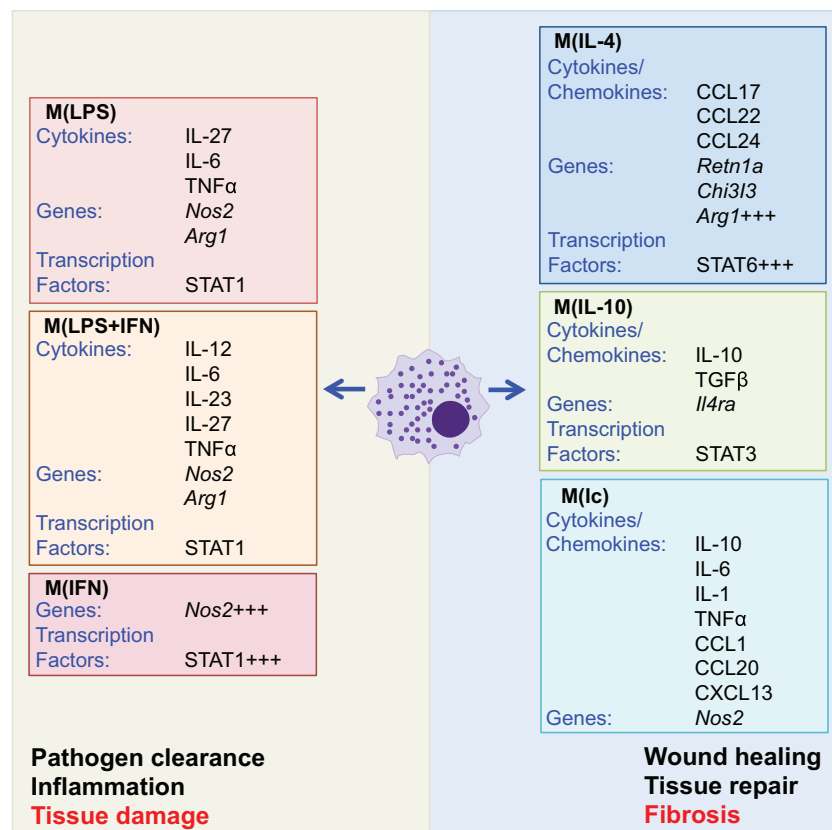 M(LPS)
Cytokines: IL-27
IL-6
TNFα
Genes: Nos2
Arg1
Transcription
Factors: STAT1
M(LPS+IFN)
Cytokines: IL-12
IL-6
IL-23
IL-27
TNFα
Genes: Nos2
Arg1
Transcription
Factors: STAT1
M(IFN)
Genes: Nos2+++
Transcription
Factors: STAT1+++
Pathogen clearance
Inflammation
Tissue damage
M(IL-4)
Cytokines/
Chemokines: CCL17
CCL22
CCL24
Genes: Retn1a
Chi3l3
Arg1+++
Transcription
Factors: STAT6+++
M(IL-10)
Cytokines/
Chemokines: IL-10
TGFβ
Genes: Il4ra
Transcription
Factors: STAT3
M(Ic)
Cytokines/
Chemokines: IL-10
IL-6
IL-1
TNFα
CCL1
CCL20
CXCL13
Genes: Nos2
Wound healing
Tissue repair
Fibrosis